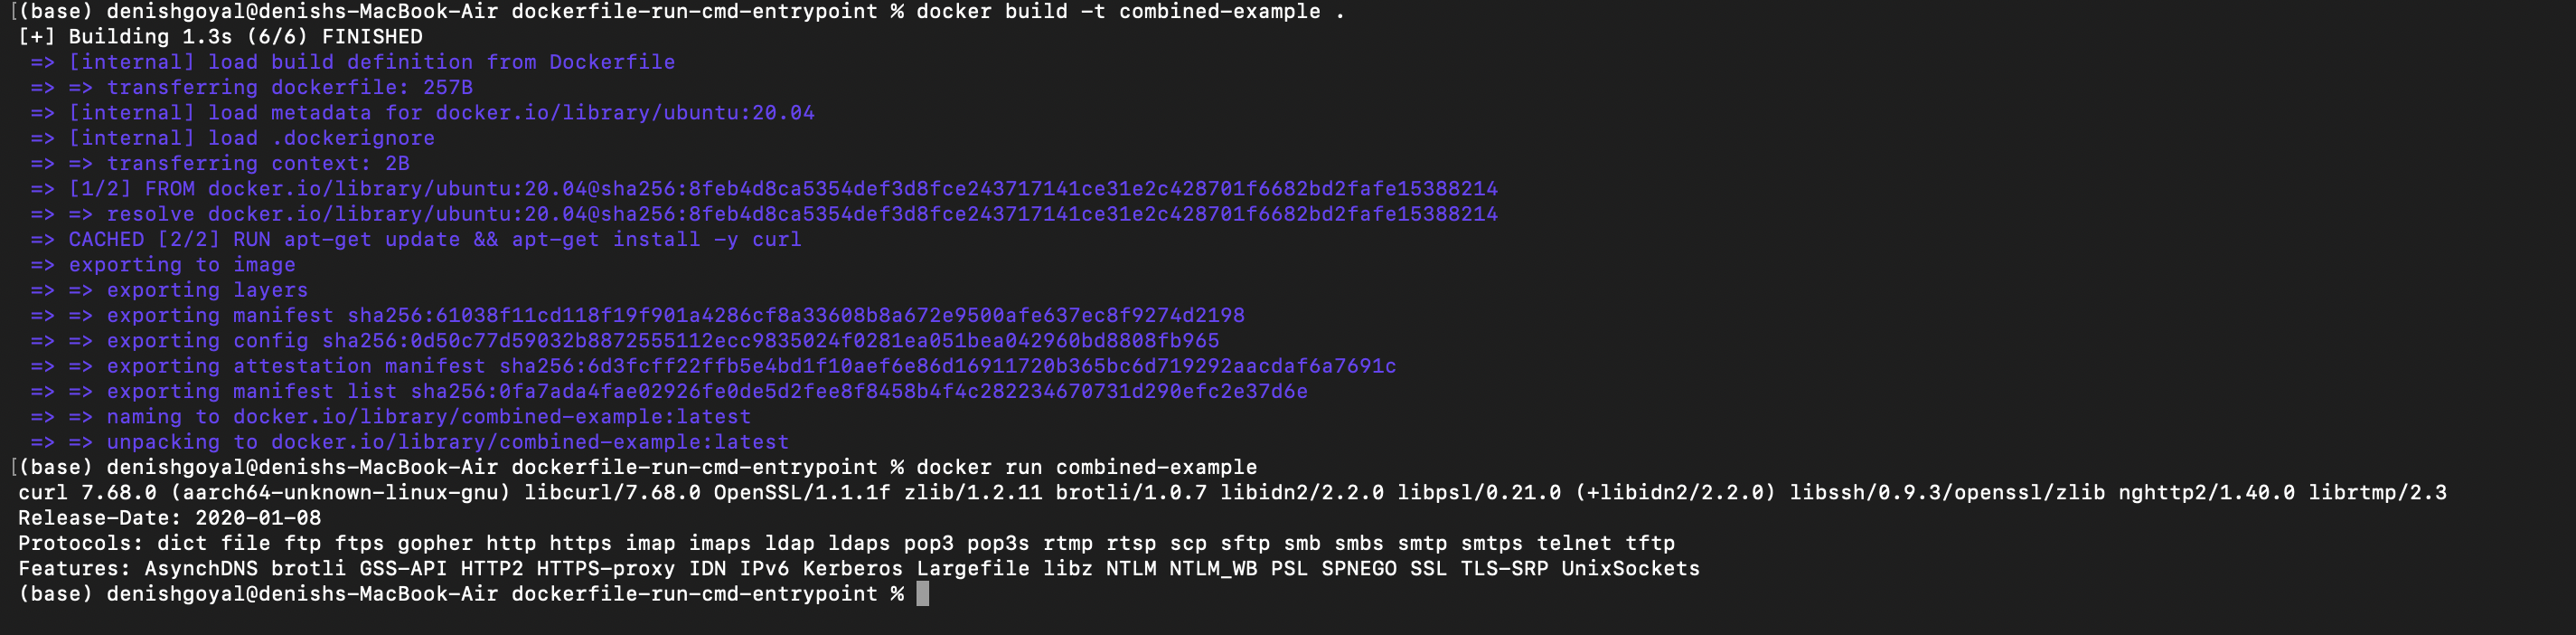 [(base) denishgoyal@denishs-MacBook-Air dockerfile-run-cmd-entrypoint % docker build -t combined-example .
[+] Building 1.3s (6/6) FINISHED
=> [internal] load build definition from Dockerfile
=> => transferring dockerfile: 257B
=> [internal] load metadata for docker.io/library/ubuntu:20.04
=> [internal] load .dockerignore
=> => transferring context: 2B
=> [1/2] FROM docker.io/library/ubuntu:20.04@sha256:8feb4d8ca5354def3d8fce243717141ce31e2c428701f6682bd2fafe15388214
=> => resolve docker.io/library/ubuntu:20.04@sha256:8feb4d8ca5354def3d8fce243717141ce31e2c428701f6682bd2fafe15388214
=> CACHED [2/2] RUN apt-get update && apt-get install -y curl
=> exporting to image
=> => exporting layers
=> => exporting manifest sha256:61038f11cd118f19f901a4286cf8a33608b8a672e9500afe637ec8f9274d2198
=> => exporting config sha256:0d50c77d59032b8872555112ecc9835024f0281ea051bea042960bd8808fb965
=> => exporting attestation manifest sha256:6d3fcff22ffb5e4bd1f10aef6e86d16911720b365bc6d719292aacdaf6a7691c
=> => exporting manifest list sha256:0fa7ada4fae02926fe0de5d2fee8f8458b4f4c282234670731d290efc2e37d6e
=> => naming to docker.io/library/combined-example:latest
=> => unpacking to docker.io/library/combined-example:latest
[(base) denishgoyal@denishs-MacBook-Air dockerfile-run-cmd-entrypoint % docker run combined-example
curl 7.68.0 (aarch64-unknown-linux-gnu) libcurl/7.68.0 OpenSSL/1.1.1f zlib/1.2.11 brotli/1.0.7 libidn2/2.2.0 libpsl/0.21.0 (+libidn2/2.2.0) libssh/0.9.3/openssl/zlib nghttp2/1.40.0 librtmp/2.3
Release-Date: 2020-01-08
Protocols: dict file ftp ftps gopher http https imap imaps ldap ldaps pop3 pop3s rtmp rtsp scp sftp smb smbs smtp smtps telnet tftp
Features: AsynchDNS brotli GSS-API HTTP2 HTTPS-proxy IDN IPv6 Kerberos Largefile libz NTLM NTLM_WB PSL SPNEGO SSL TLS-SRP UnixSockets
(base) denishgoyal@denishs-MacBook-Air dockerfile-run-cmd-entrypoint %